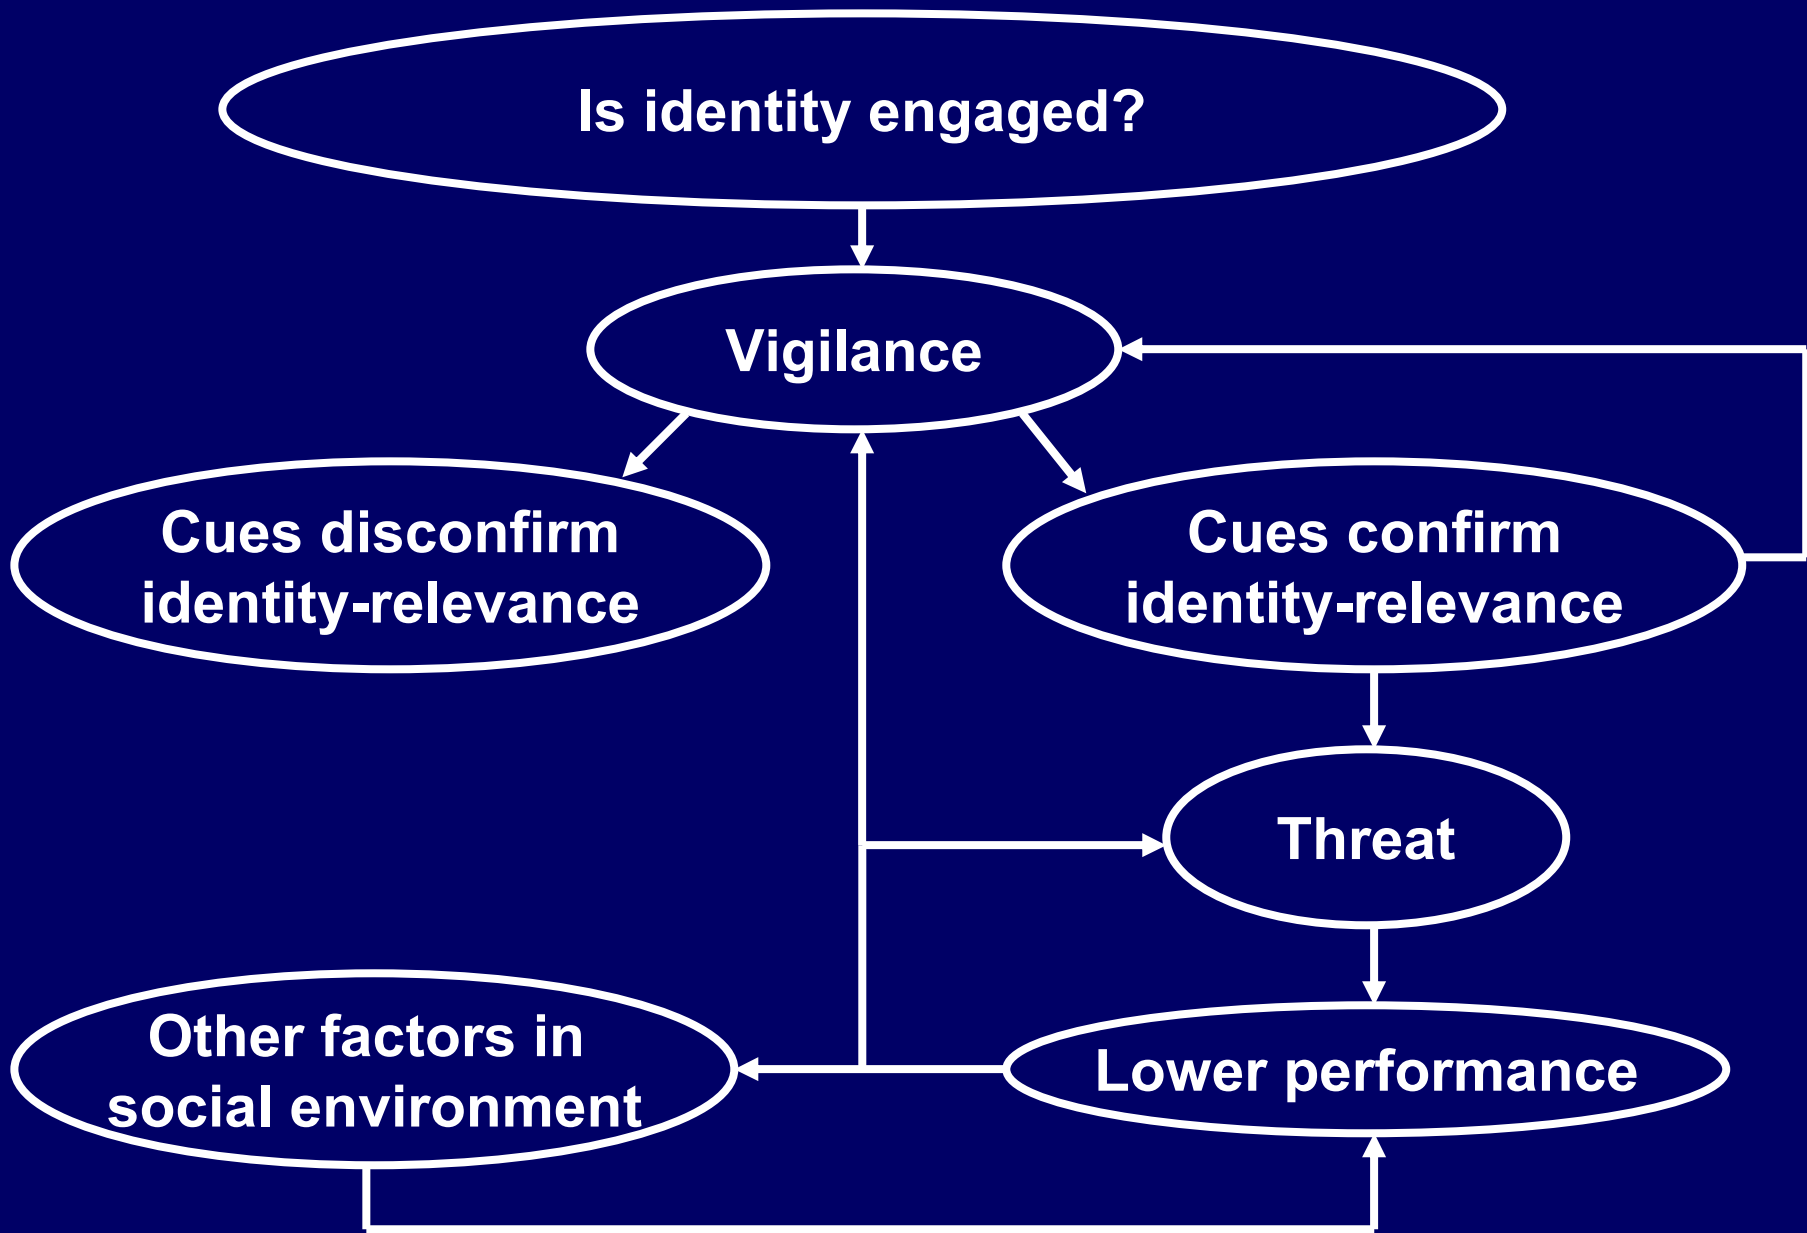 Is identity engaged?
Vigilance
Cues disconfirm
identity-relevance
Cues confirm
identity-relevance
Threat
Other factors in
social environment
Lower performance